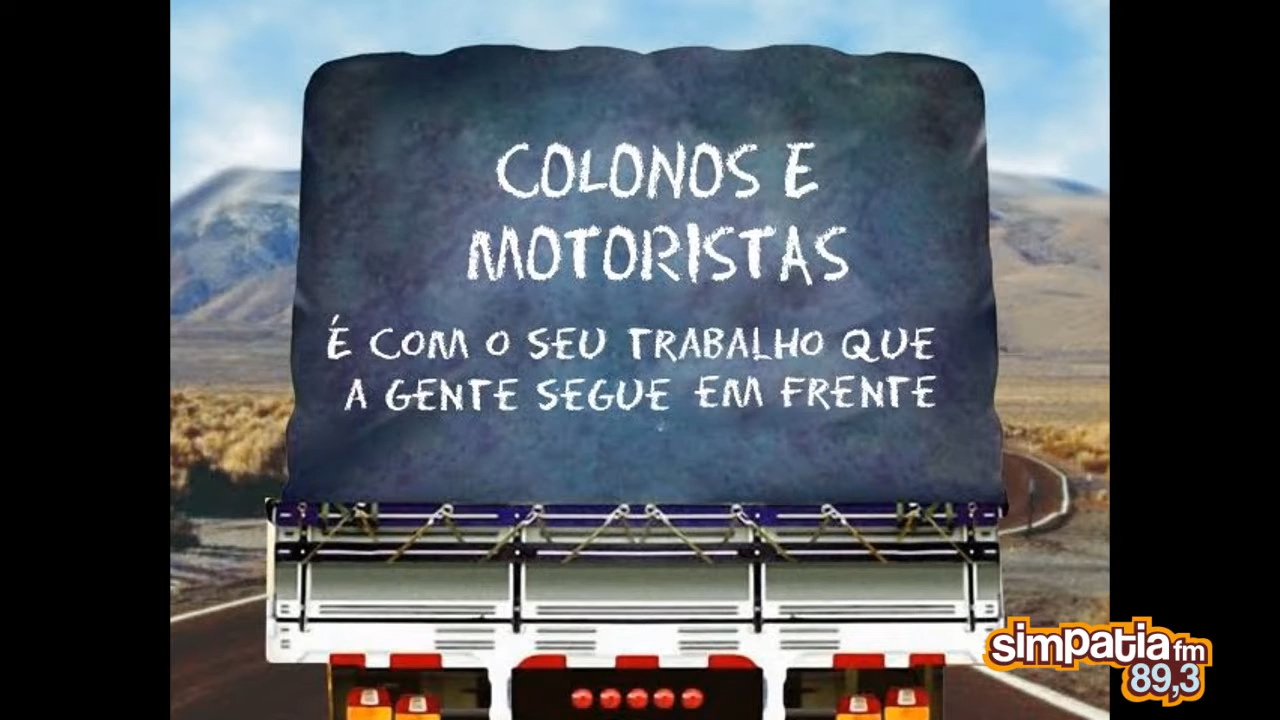 COLONOS E
MOTORISTAS
É COM O SEU TRABALHO QUE
A GENTE SEGUE EM FRENTE
simpatia fm
89,3